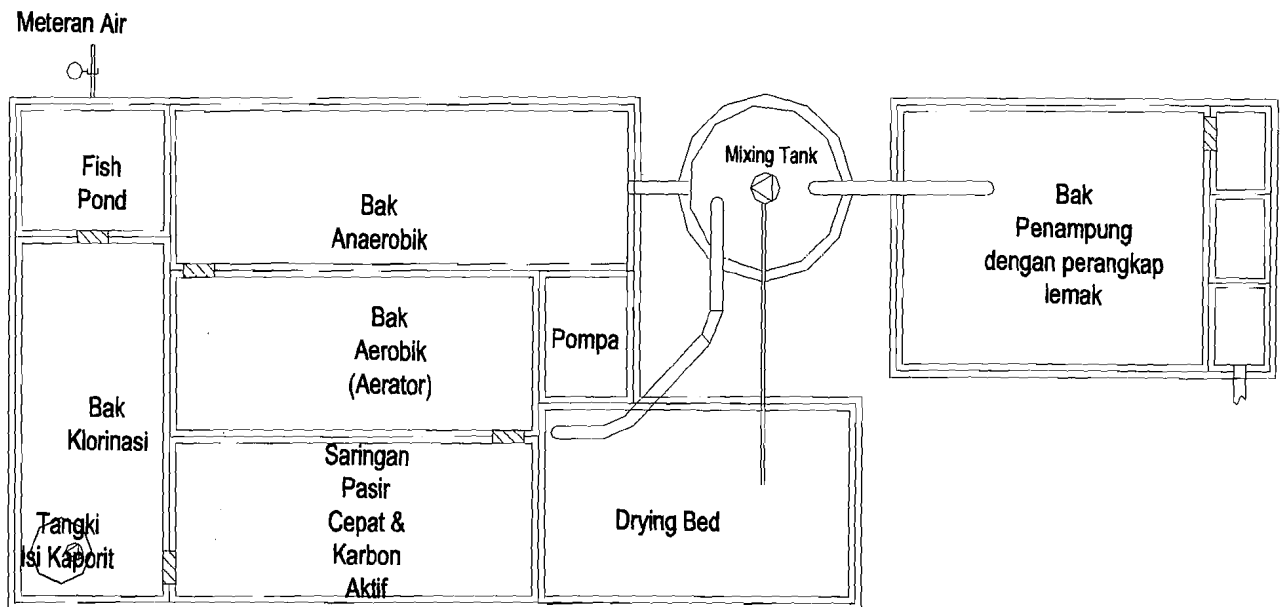 Meteran Air
Fish
Pond
Bak
Anaerobik
Mixing Tank
Bak
Penampung
dengan perangkap
lemak
Bak
Aerobik
(Aerator)
Pompa
Bak
Klorinasi
Saringan
Pasir
Cepat &
Karbon
Aktif
Drying Bed
Tangki
Isi Kaporit